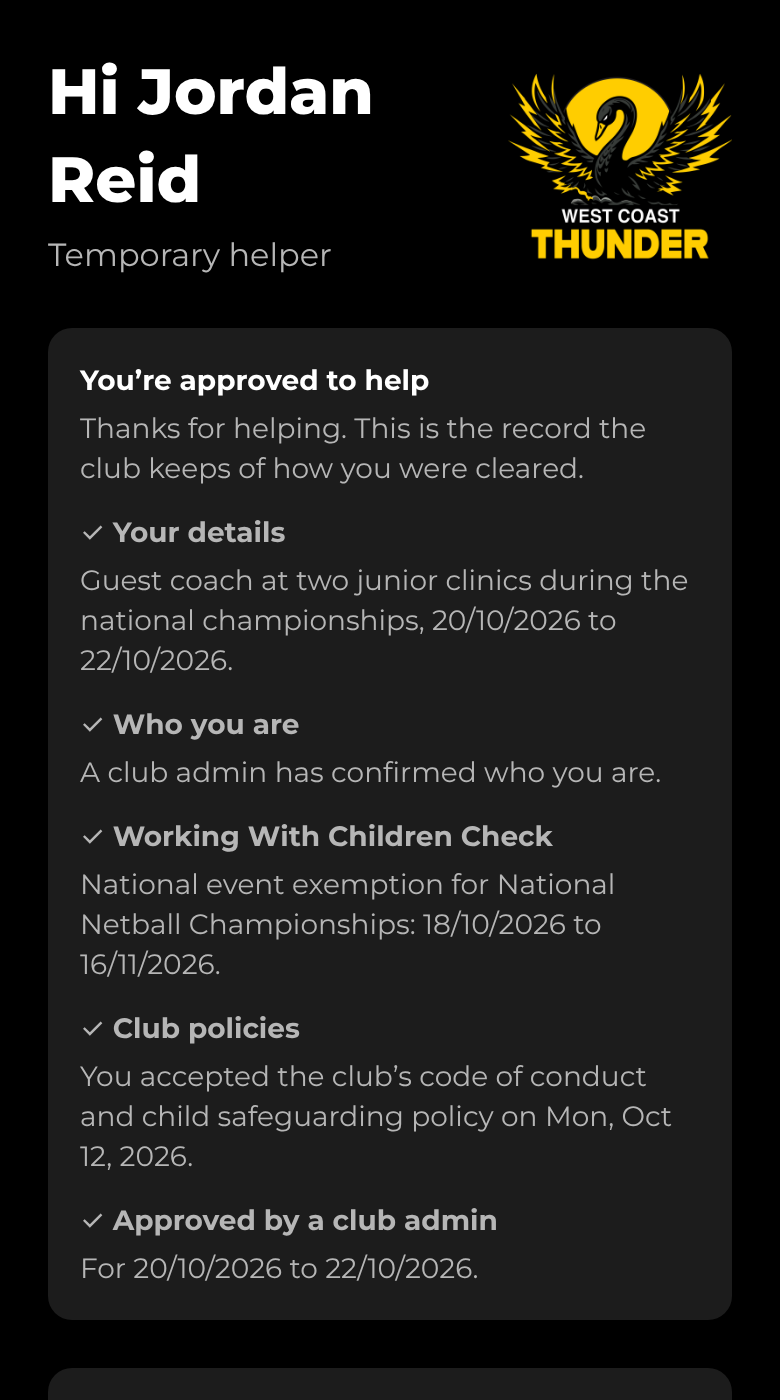 Hi Jordan
Reid
Temporary helper
WEST COAST
THUNDER
You’re approved to help
Thanks for helping. This is the record the
club keeps of how you were cleared.
✓ Your details
Guest coach at two junior clinics during the
national championships, 20/10/2026 to
22/10/2026.
✓ Who you are
A club admin has confirmed who you are.
✓ Working With Children Check
National event exemption for National
Netball Championships: 18/10/2026 to
16/11/2026.
✓ Club policies
You accepted the club’s code of conduct
and child safeguarding policy on Mon, Oct
12, 2026.
✓ Approved by a club admin
For 20/10/2026 to 22/10/2026.